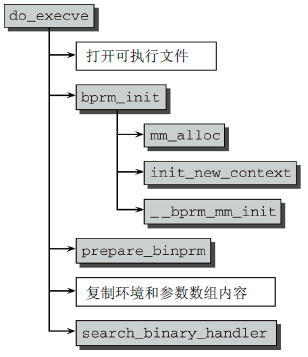 do_execve
打开可执行文件
bprm_init
mm_alloc
init_new_context
__bprm_mm_init
prepare_binprm
复制环境和参数数组内容
search_binary_handler